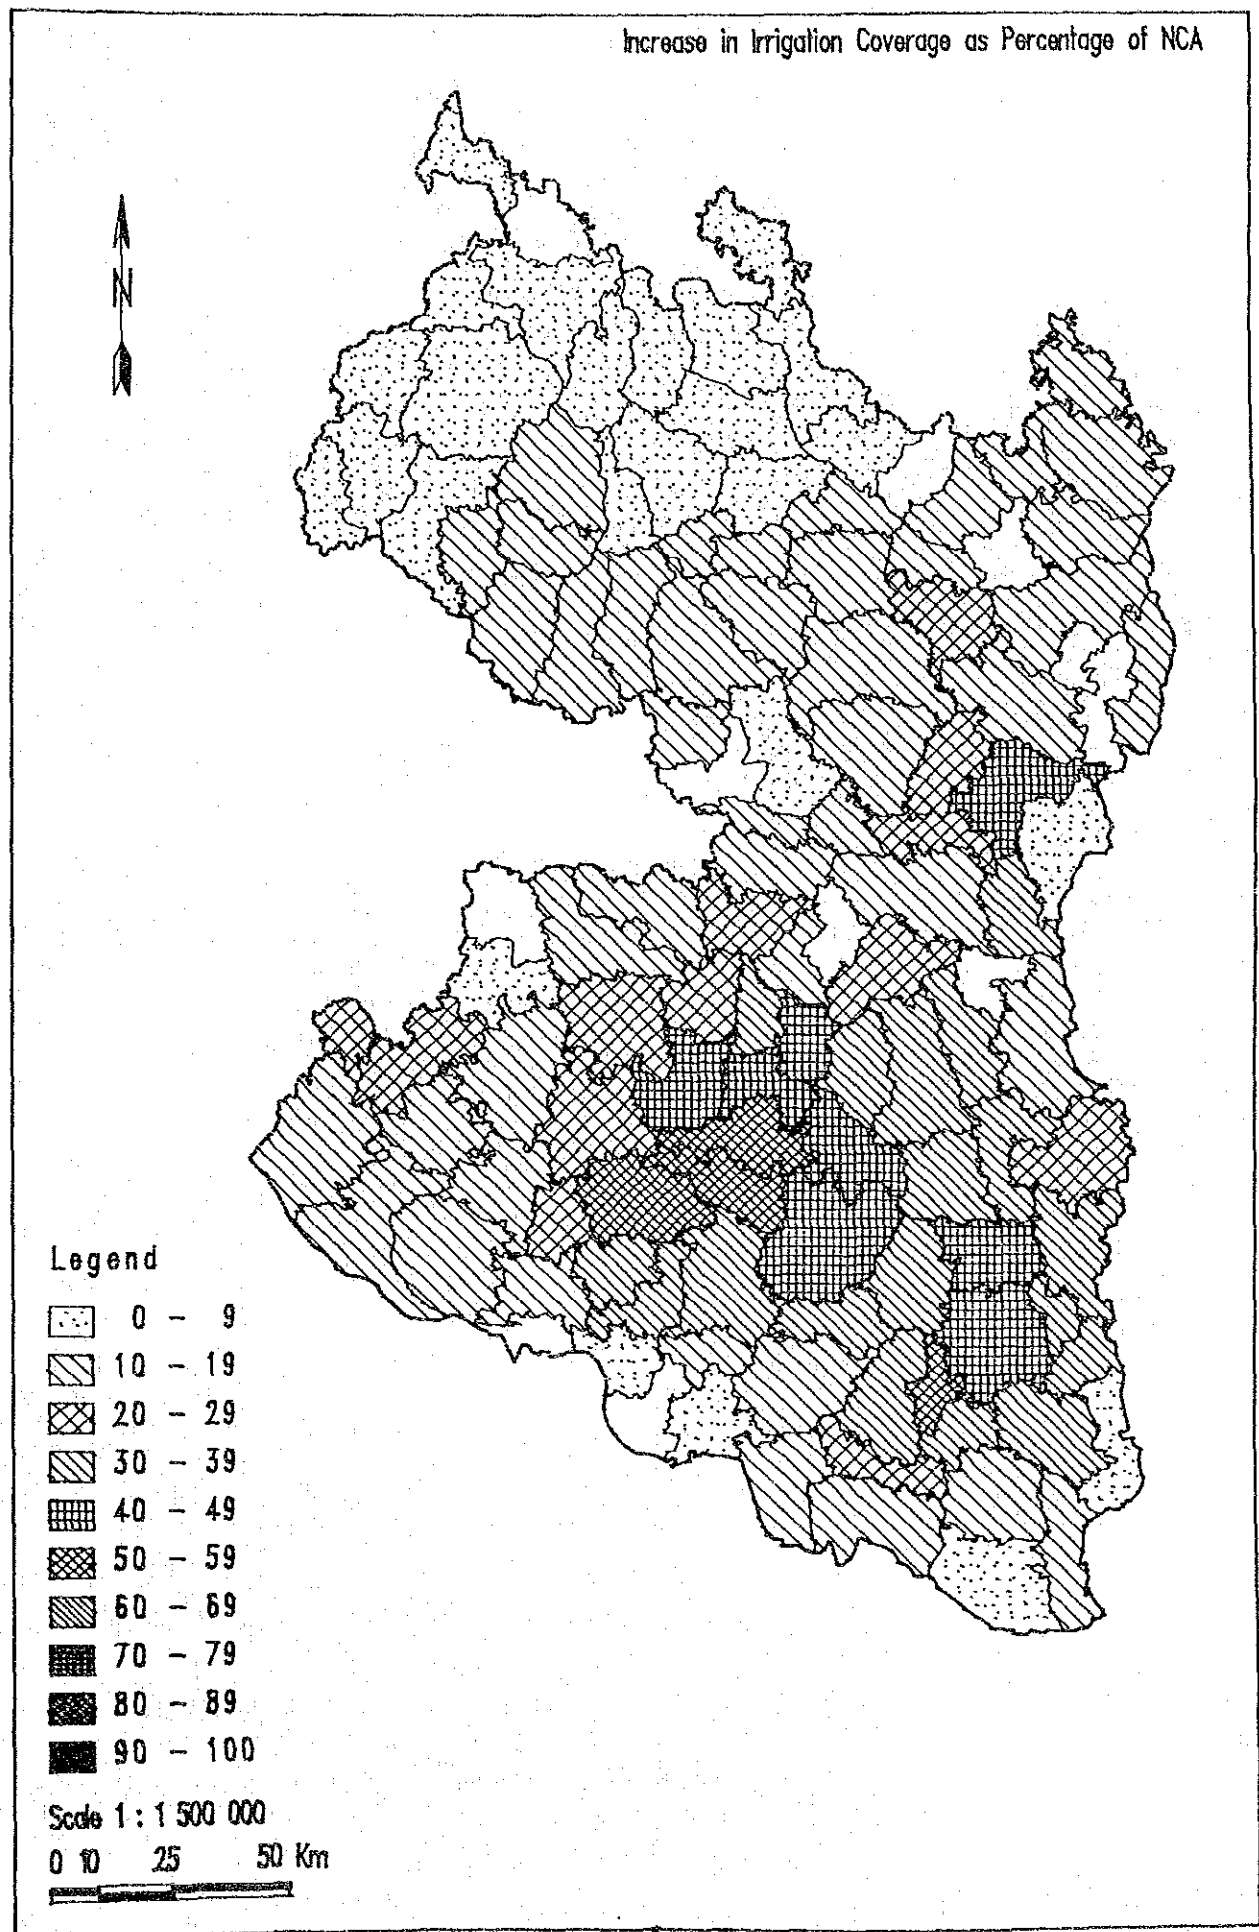 Increase in Irrigation Coverage as Percentage of NCA
N
Legend
0 - 9
10 - 19
20 - 29
30 - 39
40 - 49
50 - 59
60 - 69
70 - 79
80 - 89
90 - 100
Scale 1 : 1 500 000
0 10 25 50 Km